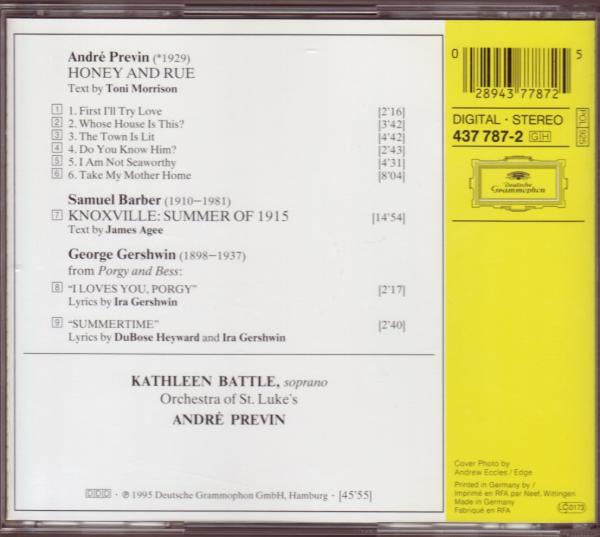 André Previn (*1929)
HONEY AND RUE
Text by Toni Morrison
1 1. First I'll Try Love [2'16]
2 2. Whose House Is This? [3'42]
3 3. The Town Is Lit [4'42]
4 4. Do You Know Him? [2'43]
5 5. I Am Not Seaworthy [4'31]
6 6. Take My Mother Home [8'04]
Samuel Barber (1910–1981)
7 KNOXVILLE: SUMMER OF 1915 [14'54]
Text by James Agee
George Gershwin (1898–1937)
from Porgy and Bess:
8 “I LOVES YOU, PORGY” [2'17]
Lyrics by Ira Gershwin
9 “SUMMERTIME” [2'40]
Lyrics by DuBose Heyward and Ira Gershwin
KATHLEEN BATTLE, soprano
Orchestra of St. Luke's
ANDRÉ PREVIN
DDD · ℗ 1995 Deutsche Grammophon GmbH, Hamburg · [45'55]
0 28943 77872 5
DIGITAL · STEREO
437 787-2 GH
POL 925
Deutsche
Grammophon
Cover Photo by
Andrew Eccles / Edge
Printed in Germany by /
Imprimé en RFA par Neef, Wittingen
Made in Germany
Fabriqué en RFA
LC 0173